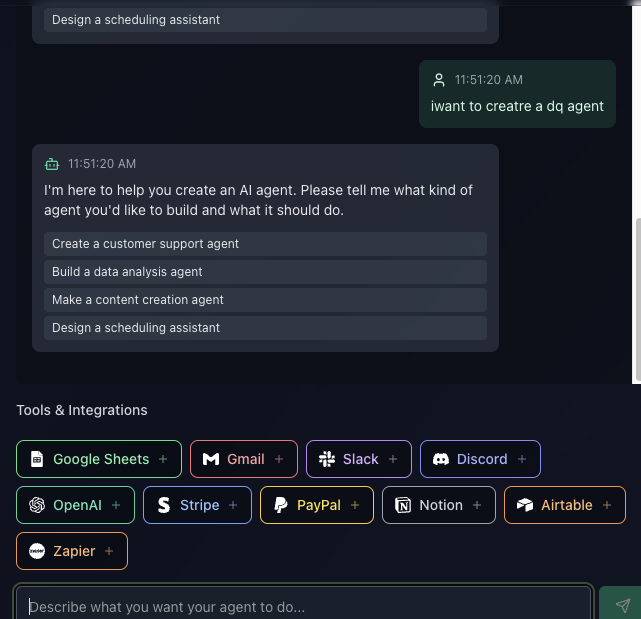 Design a scheduling assistant
11:51:20 AM
iwant to creatre a dq agent
11:51:20 AM
I'm here to help you create an AI agent. Please tell me what kind of
agent you'd like to build and what it should do.
Create a customer support agent
Build a data analysis agent
Make a content creation agent
Design a scheduling assistant
Tools & Integrations
Google Sheets +
Gmail +
Slack +
Discord +
OpenAI +
Stripe +
PayPal +
Notion +
Airtable +
zapier Zapier +
Describe what you want your agent to do...